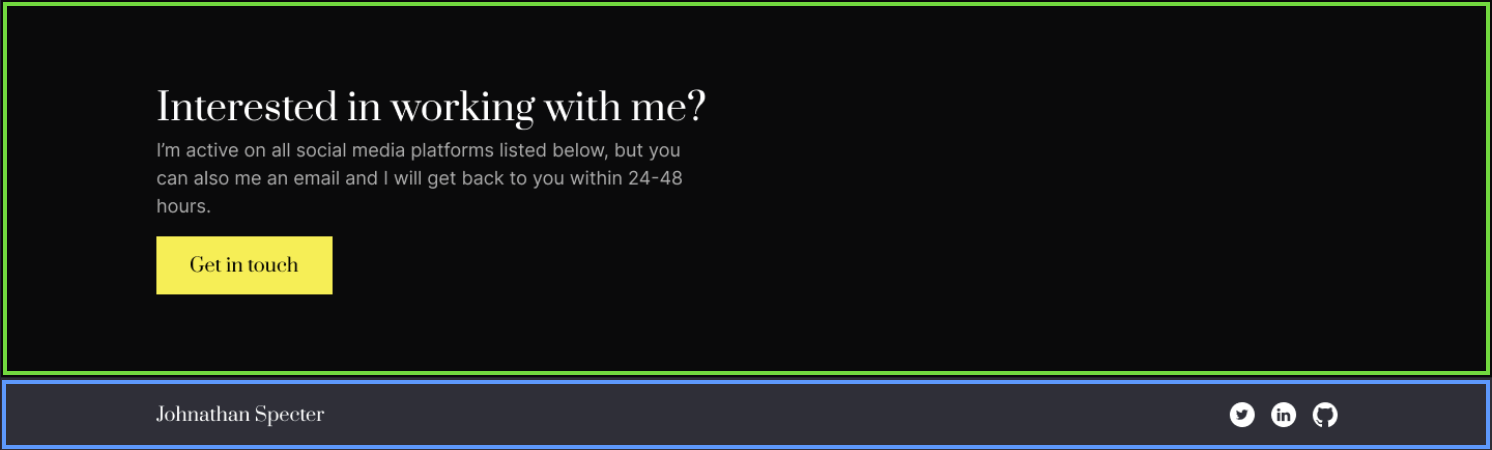 Interested in working with me?
I’m active on all social media platforms listed below, but you
can also me an email and I will get back to you within 24-48
hours.
Get in touch
Johnathan Specter
in